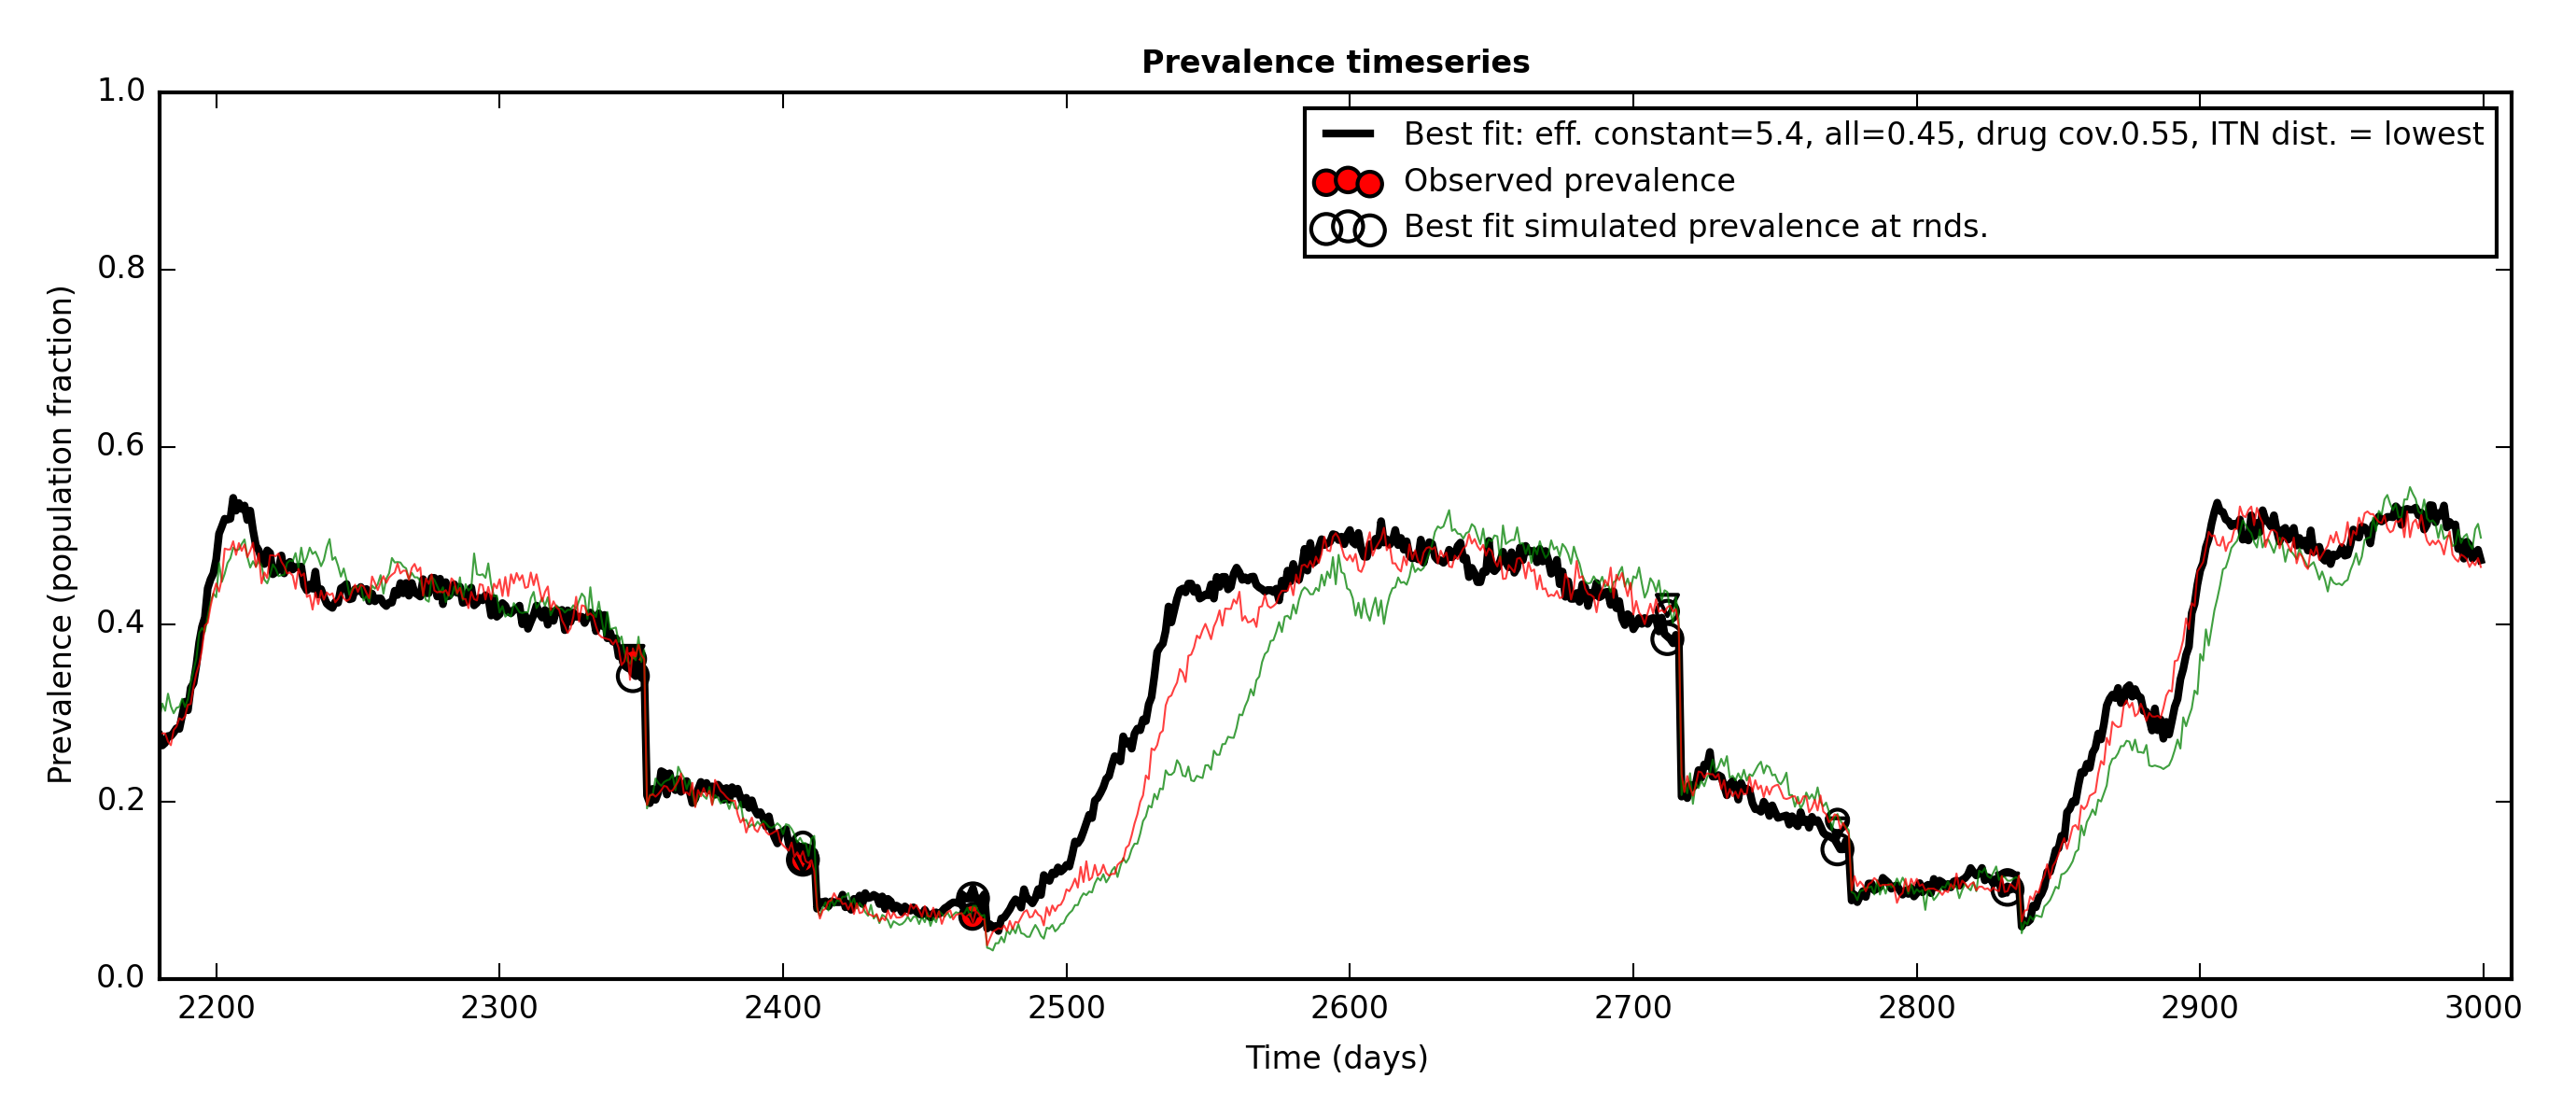 Prevalence timeseries
1.0
0.8
0.6
0.4
0.2
0.0
Prevalence (population fraction)
Best fit: eff. constant=5.4, all=0.45, drug cov.0.55, ITN dist. = lowest
Observed prevalence
Best fit simulated prevalence at rnds.
2200 2300 2400 2500 2600 2700 2800 2900 3000
Time (days)